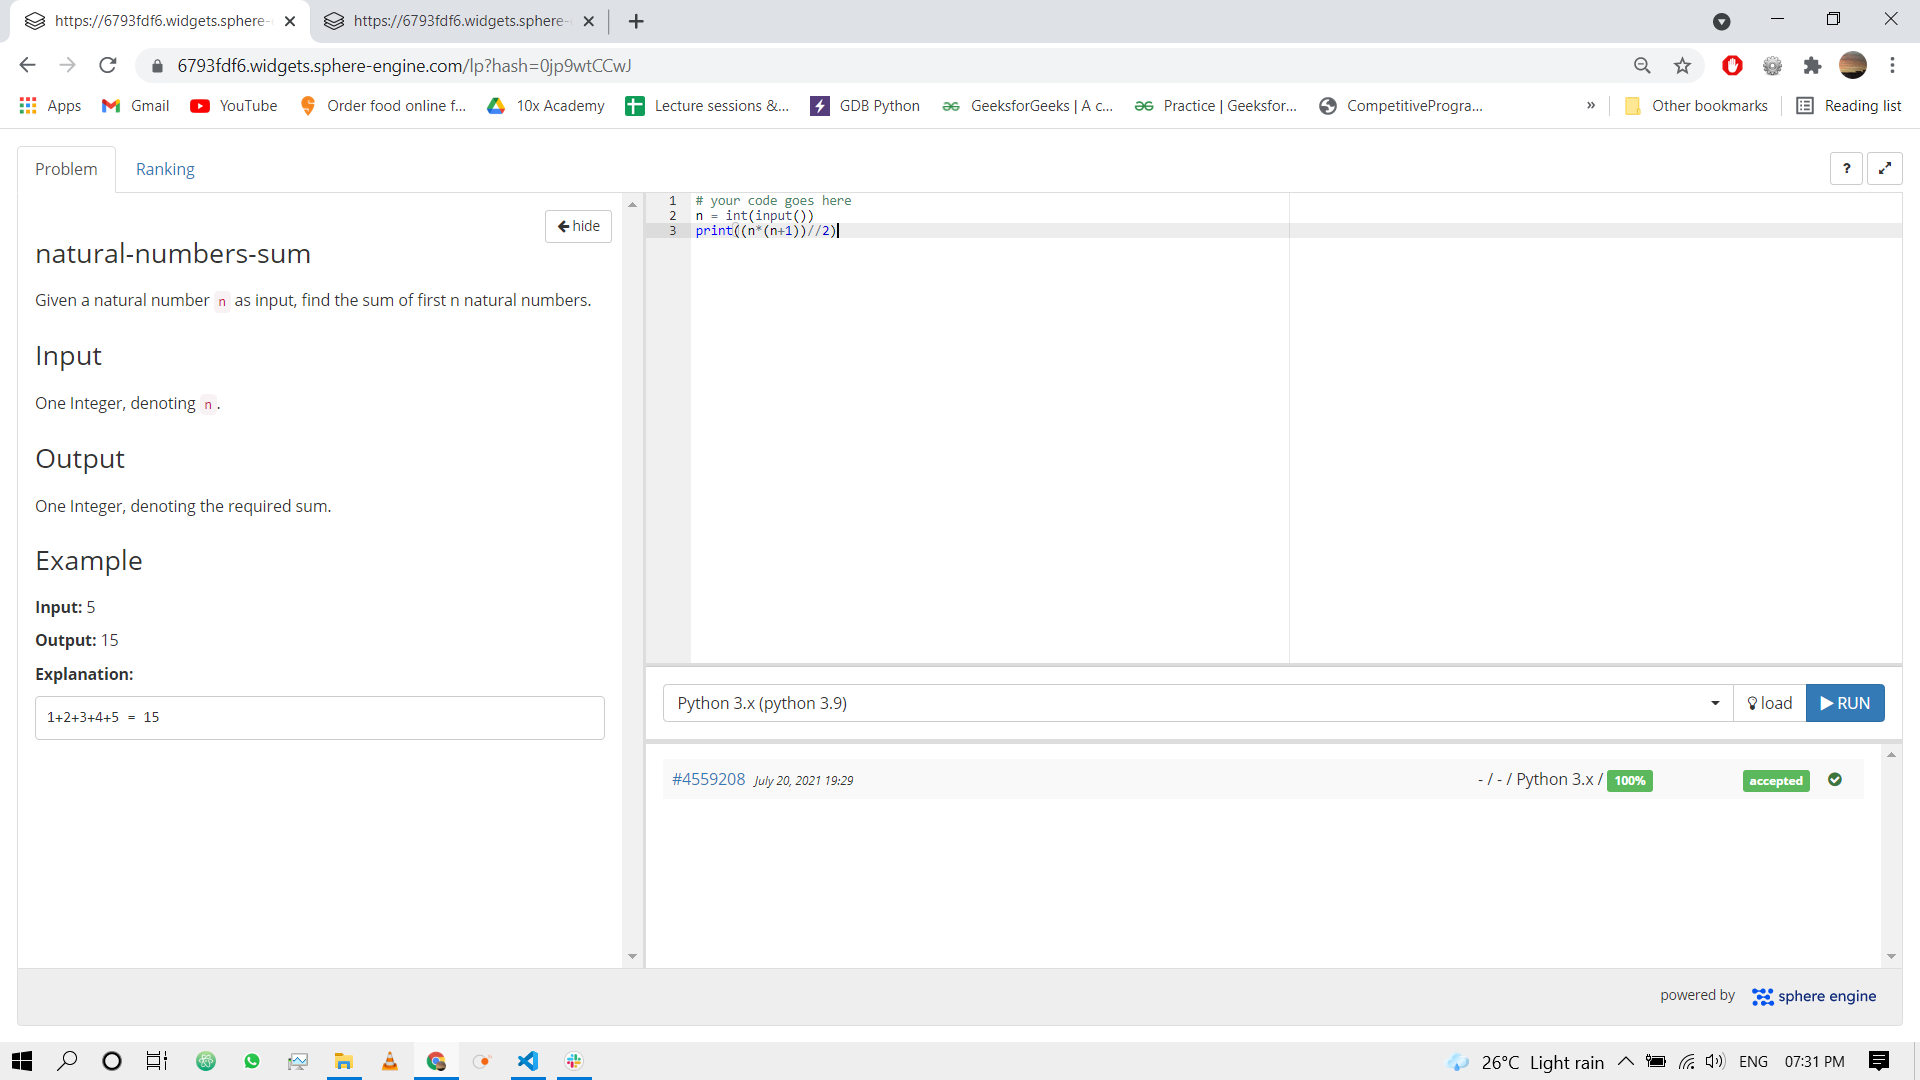 https://6793fdf6.widgets.sphere- https://6793fdf6.widgets.sphere-
6793fdf6.widgets.sphere-engine.com/lp?hash=0jp9wtCCwJ
Apps Gmail YouTube Order food online f... 10x Academy Lecture sessions &... GDB Python GeeksforGeeks | A c... Practice | Geeksfor... CompetitiveProgra... » Other bookmarks Reading list
Problem Ranking ?
hide
natural-numbers-sum
Given a natural number n as input, find the sum of first n natural numbers.
Input
One Integer, denoting n.
Output
One Integer, denoting the required sum.
Example
Input: 5
Output: 15
Explanation:
1+2+3+4+5 = 15
1 # your code goes here
2 n = int(input())
3 print((n*(n+1))//2)
Python 3.x (python 3.9) load RUN
#4559208 July 20, 2021 19:29 - / - / Python 3.x / 100% accepted
powered by sphere engine
26°C Light rain ENG 07:31 PM